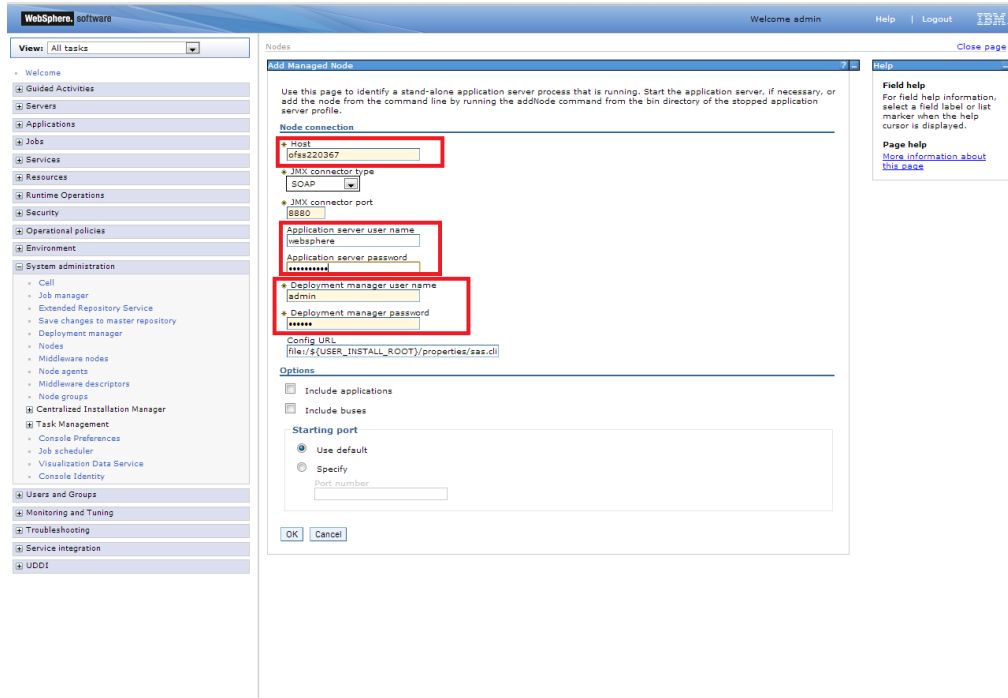 WebSphere. software
Welcome admin
Help | Logout
IBM.
View: All tasks
Welcome
Guided Activities
Servers
Applications
Jobs
Services
Resources
Runtime Operations
Security
Operational policies
Environment
System administration
Cell
Job manager
Extended Repository Service
Save changes to master repository
Deployment manager
Nodes
Middleware nodes
Node agents
Middleware descriptors
Node groups
Centralized Installation Manager
Task Management
Console Preferences
Job scheduler
Visualization Data Service
Console Identity
Users and Groups
Monitoring and Tuning
Troubleshooting
Service integration
UDDI
Nodes
Close page
Add Managed Node
? -
Use this page to identify a stand-alone application server process that is running. Start the application server, if necessary, or
add the node from the command line by running the addNode command from the bin directory of the stopped application
server profile.
Node connection
* Host
ofss220367
* JMX connector type
SOAP
* JMX connector port
8880
Application server user name
websphere
Application server password
••••••••••
* Deployment manager user name
admin
* Deployment manager password
••••••
Config URL
file:/${USER_INSTALL_ROOT}/properties/sas.cli
Options
Include applications
Include buses
Starting port
Use default
Specify
Port number
OK
Cancel
Help
Field help
For field help information,
select a field label or list
marker when the help
cursor is displayed.
Page help
More information about
this page